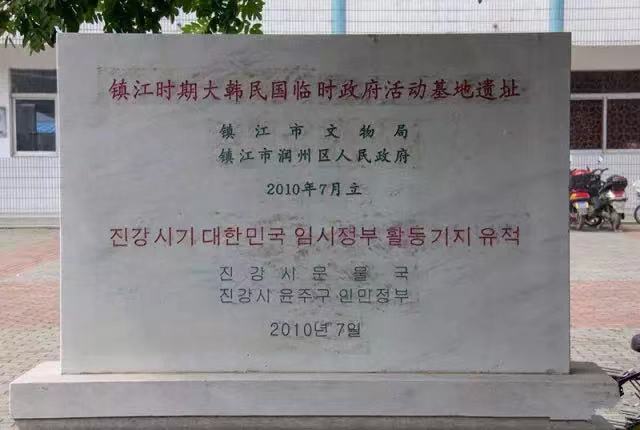 镇江时期大韩民国临时政府活动基地遗址
镇江市文物局
镇江市润州区人民政府
2010年7月立
진강시기 대한민국 임시정부 활동기지 유적
진강시문물국
진강시 윤주구 인민정부
2010년 7일